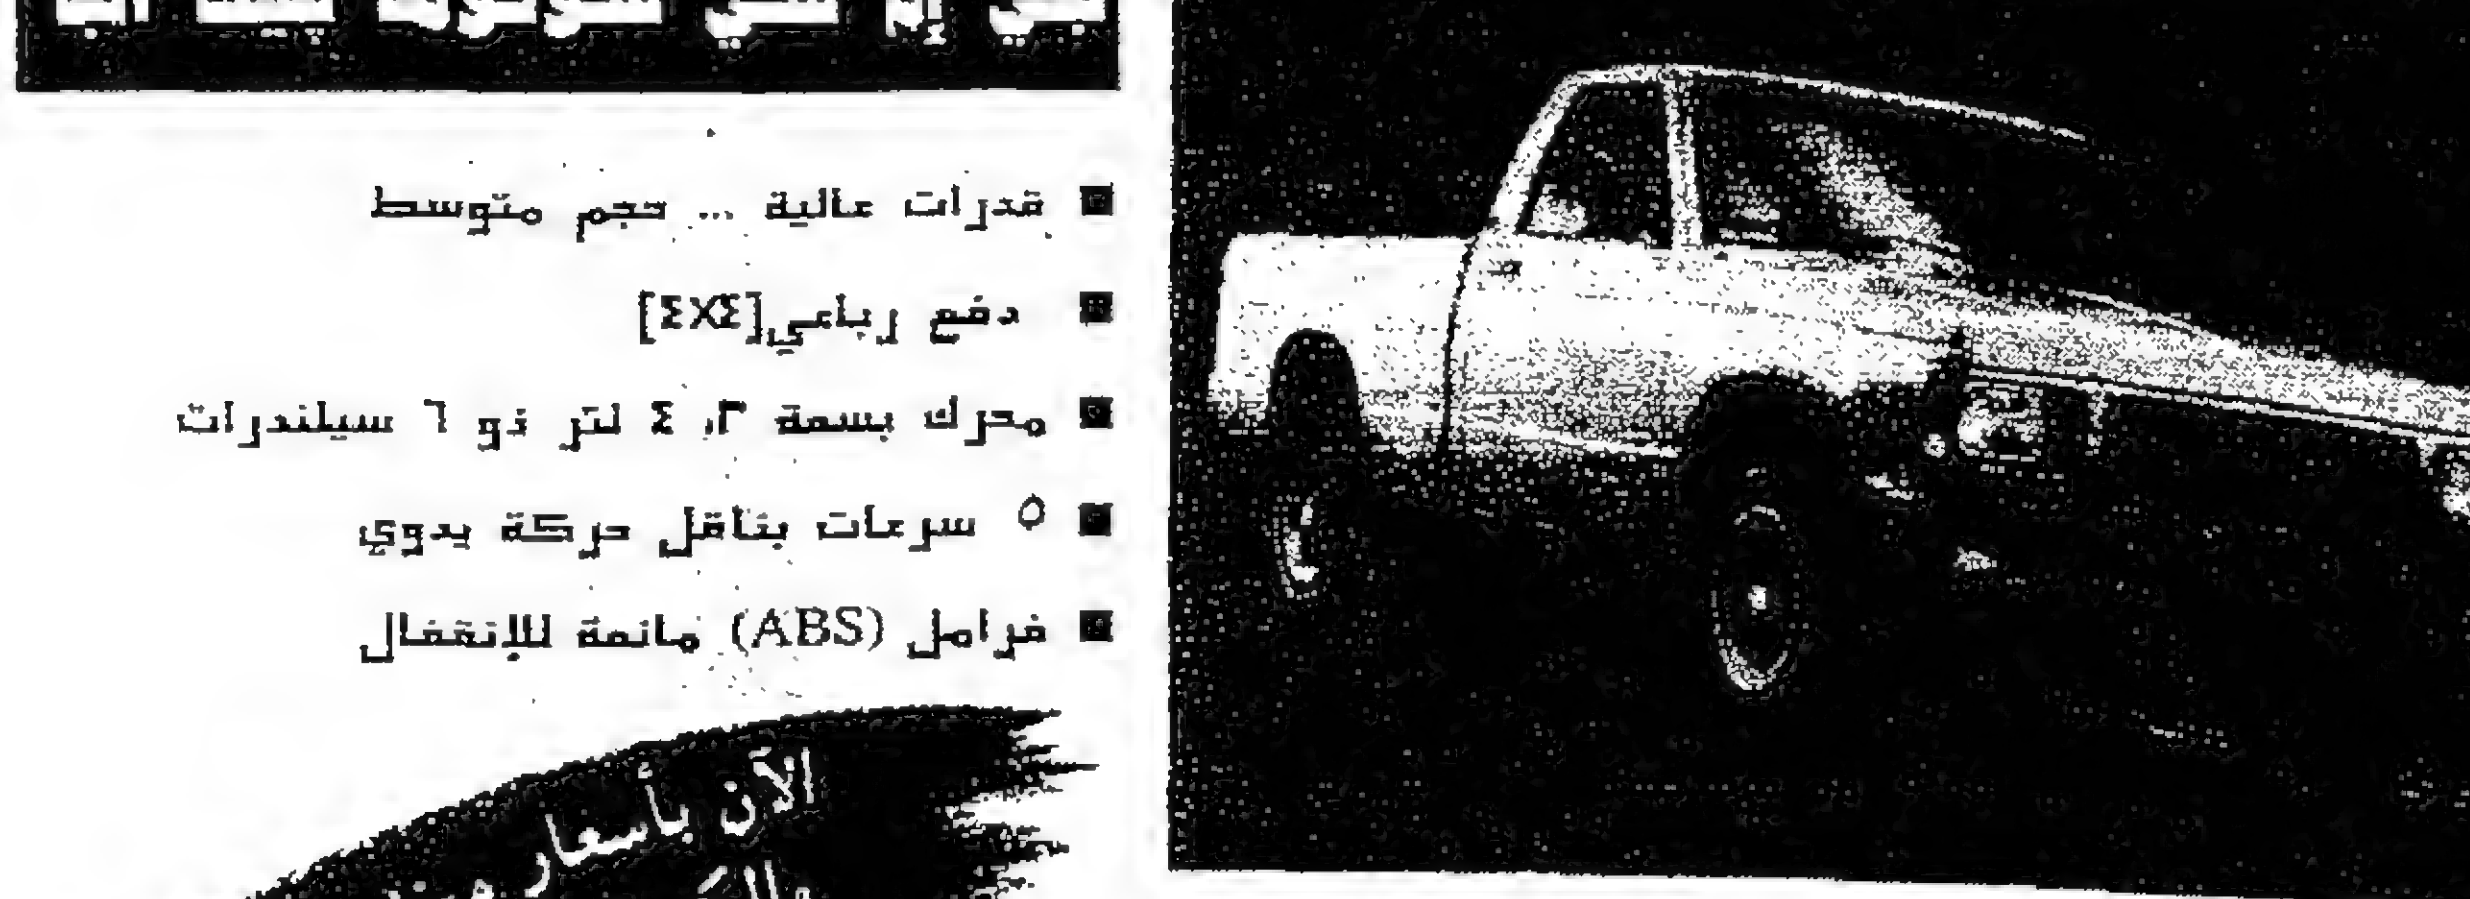 ■ قدرات عالية ... حجم متوسط
■ دفع رباعي [٤X٤]
■ محرك بسعة ٤,٣ لتر ذو ٦ سيلندرات
■ ٥ سرعات بناقل حركة يدوي
■ فرامل (ABS) مانعة للإنقفال
الآن بأسعار